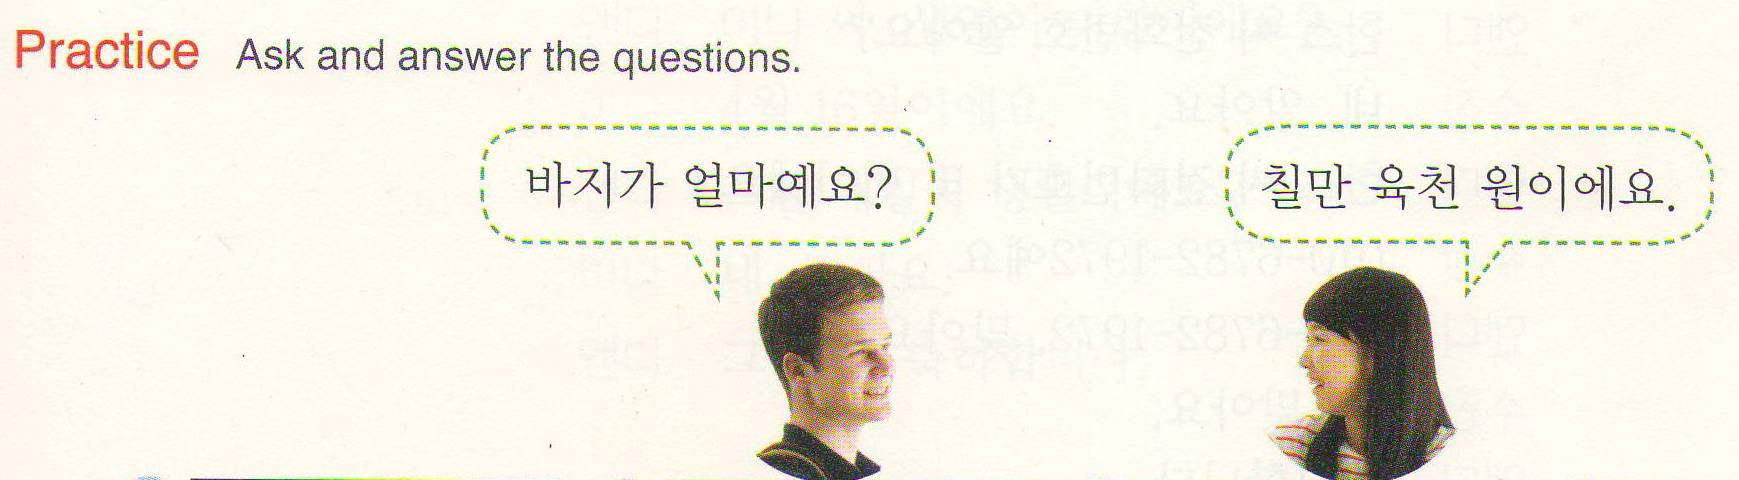 Practice Ask and answer the questions.
바지가 얼마예요?
칠만 육천 원이에요.